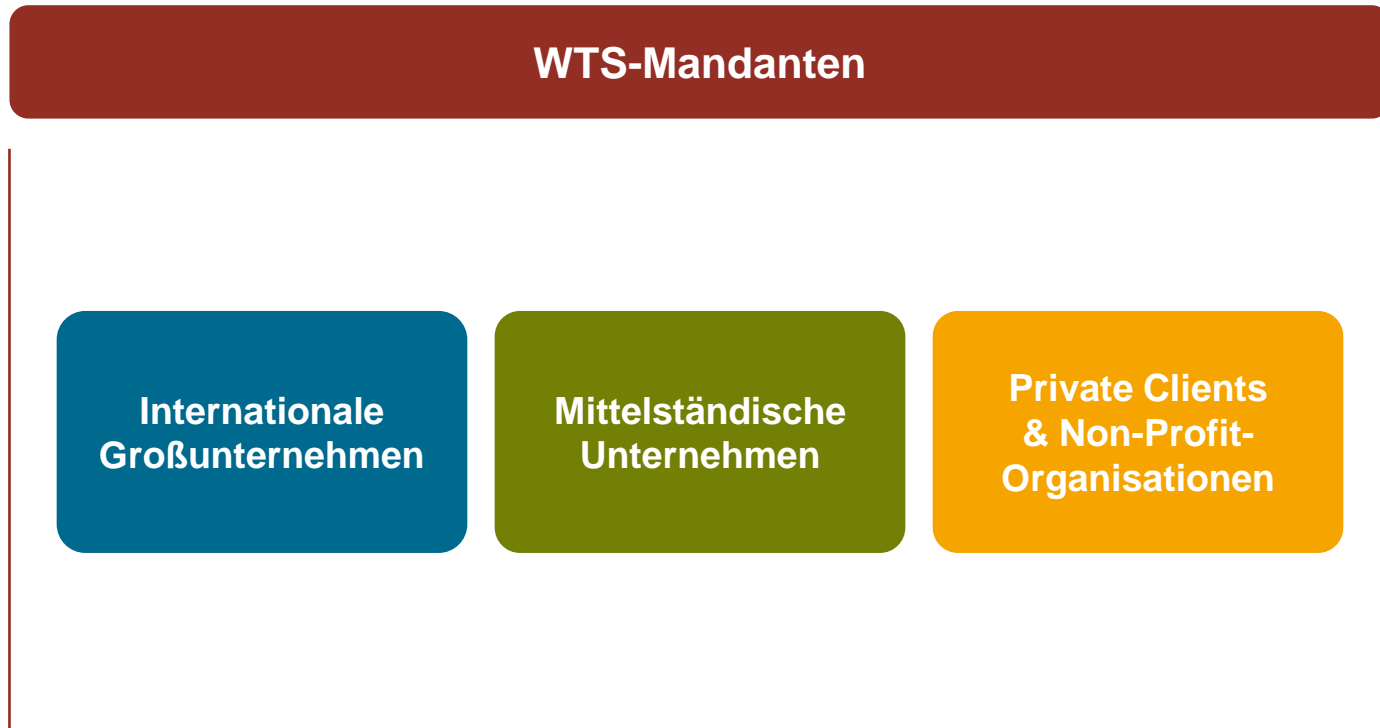 WTS-Mandanten
Internationale
Großunternehmen
Mittelständische
Unternehmen
Private Clients
& Non-Profit-
Organisationen